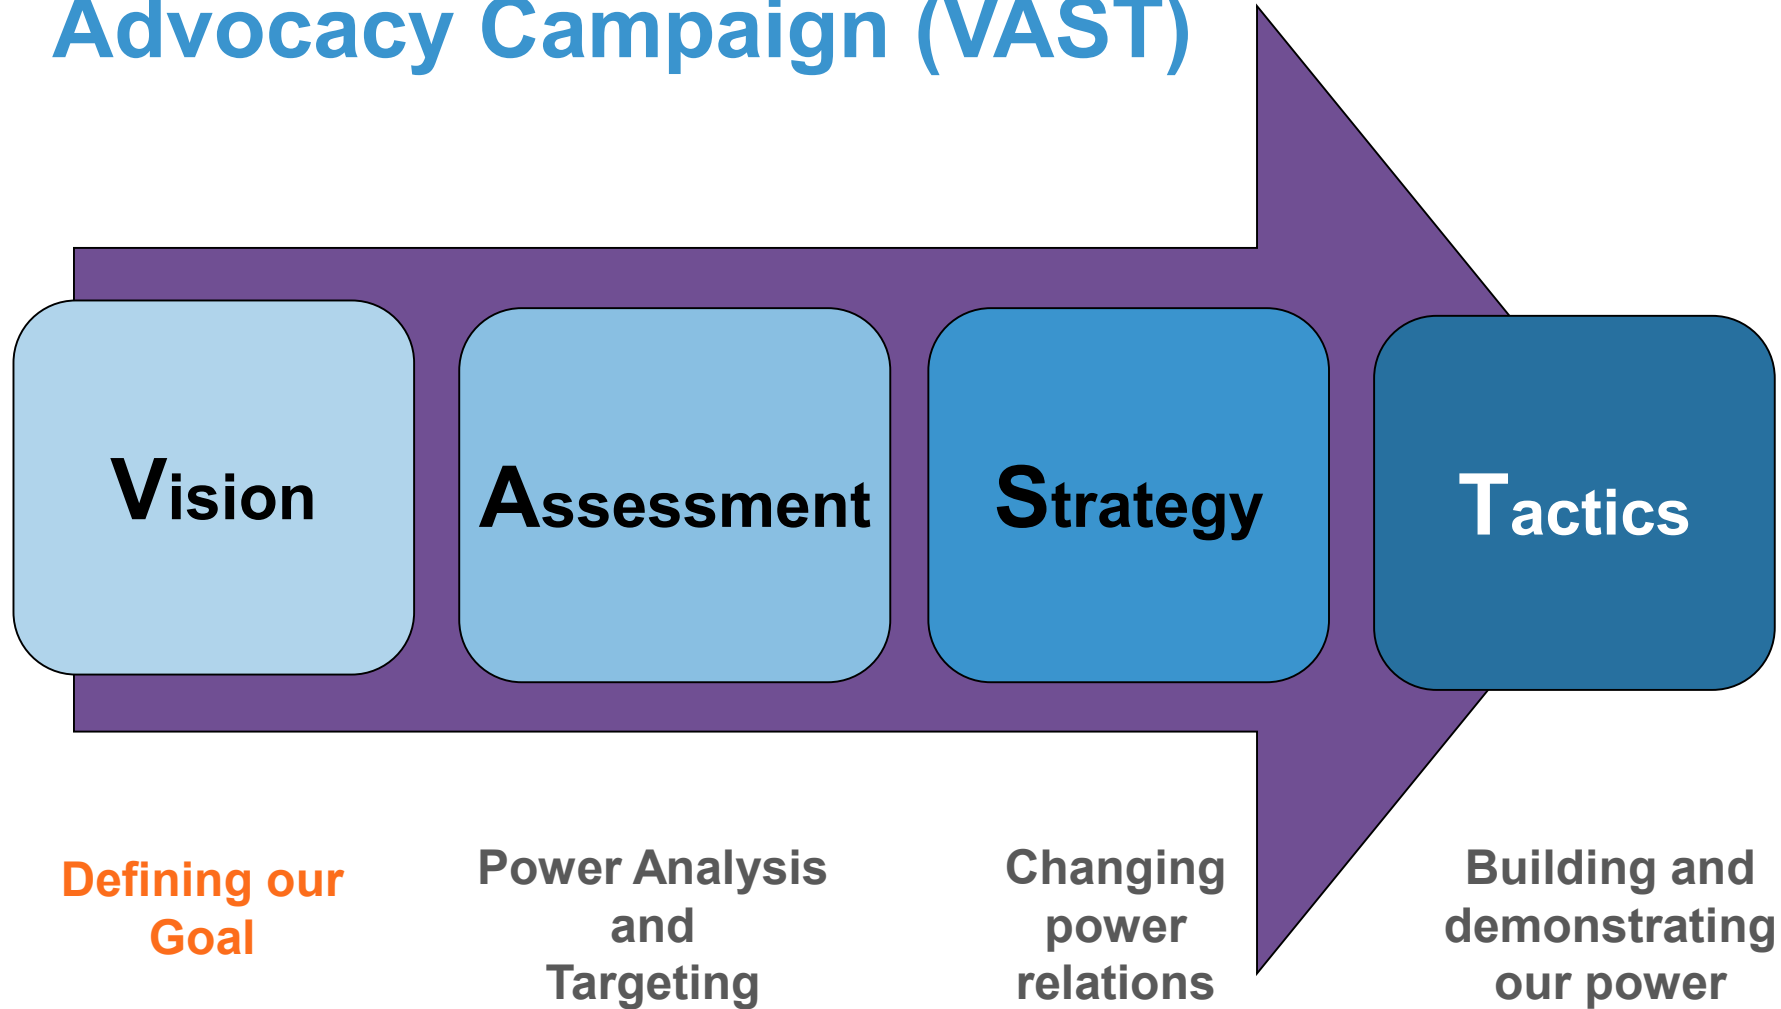 Advocacy Campaign (VAST)
Vision
Assessment
Strategy
Tactics
Defining our
Goal
Power Analysis
and
Targeting
Changing
power
relations
Building and
demonstrating
our power